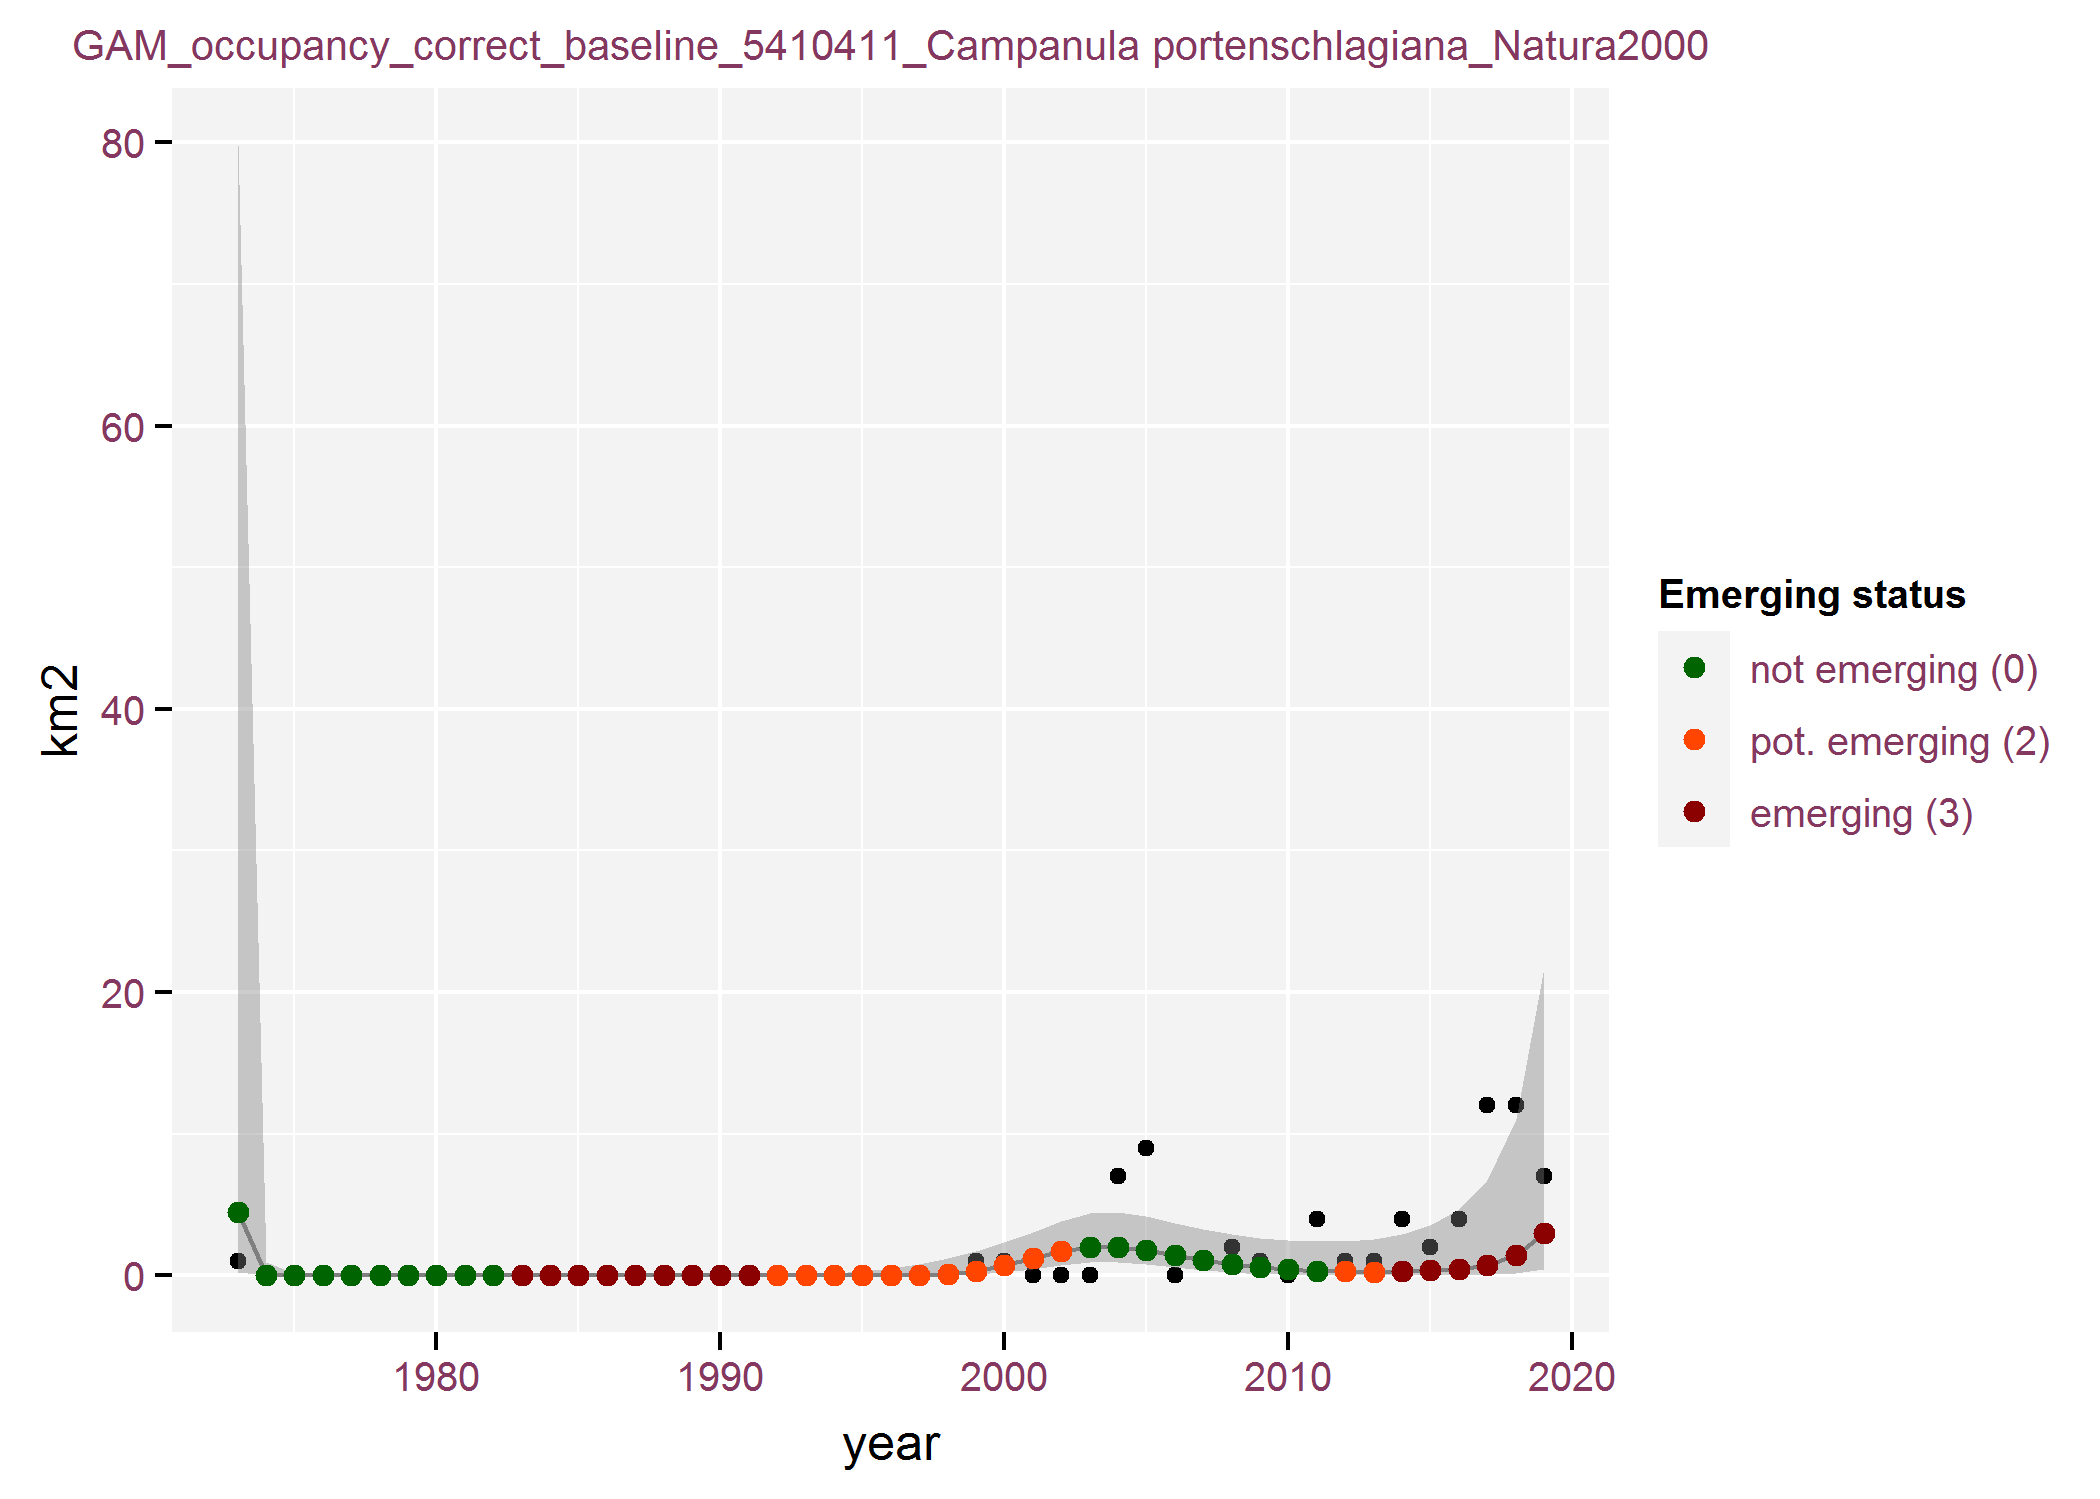 GAM_occupancy_correct_baseline_5410411_Campanula portenschlagiana_Natura2000
80
60
40
20
0
km2
1980 1990 2000 2010 2020
year
Emerging status
not emerging (0)
pot. emerging (2)
emerging (3)